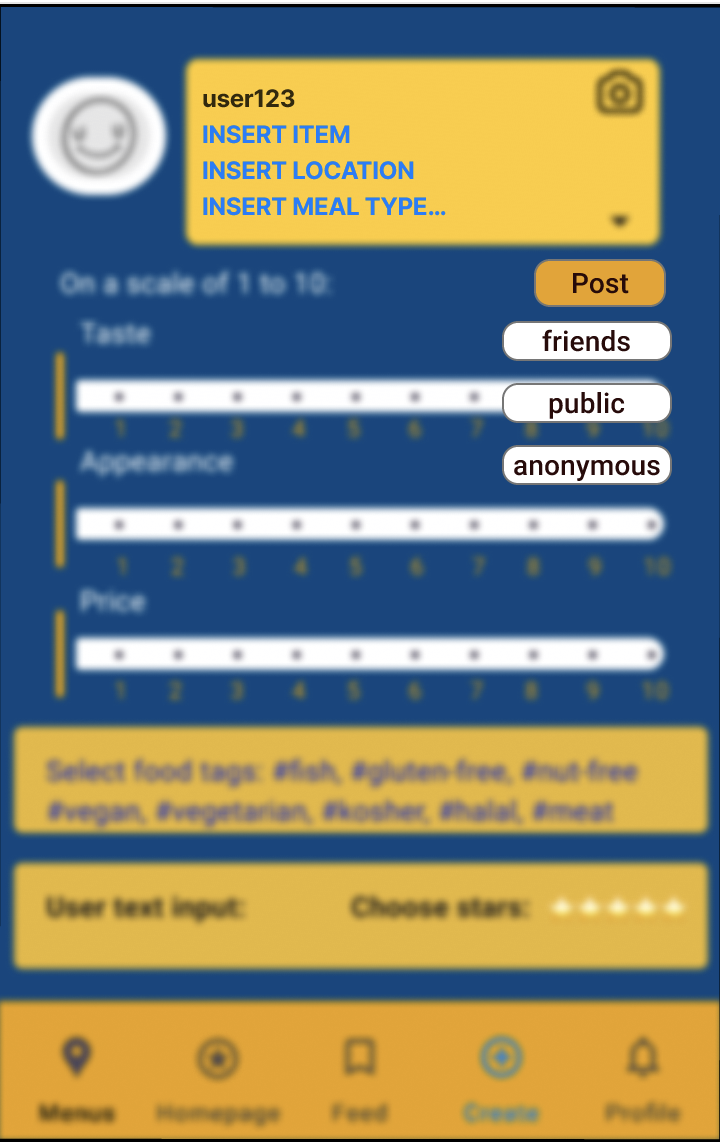 user123
INSERT ITEM
INSERT LOCATION
INSERT MEAL TYPE...
On a scale of 1 to 10:
Post
Taste
friends
public
1 2 3 4 5 6 7 8 9 10
Appearance
anonymous
1 2 3 4 5 6 7 8 9 10
Price
1 2 3 4 5 6 7 8 9 10
Select food tags: #fish, #gluten-free, #nut-free
#vegan, #vegetarian, #kosher, #halal, #meat
User text input: Choose stars:
Menus Homepage Feed Create Profile